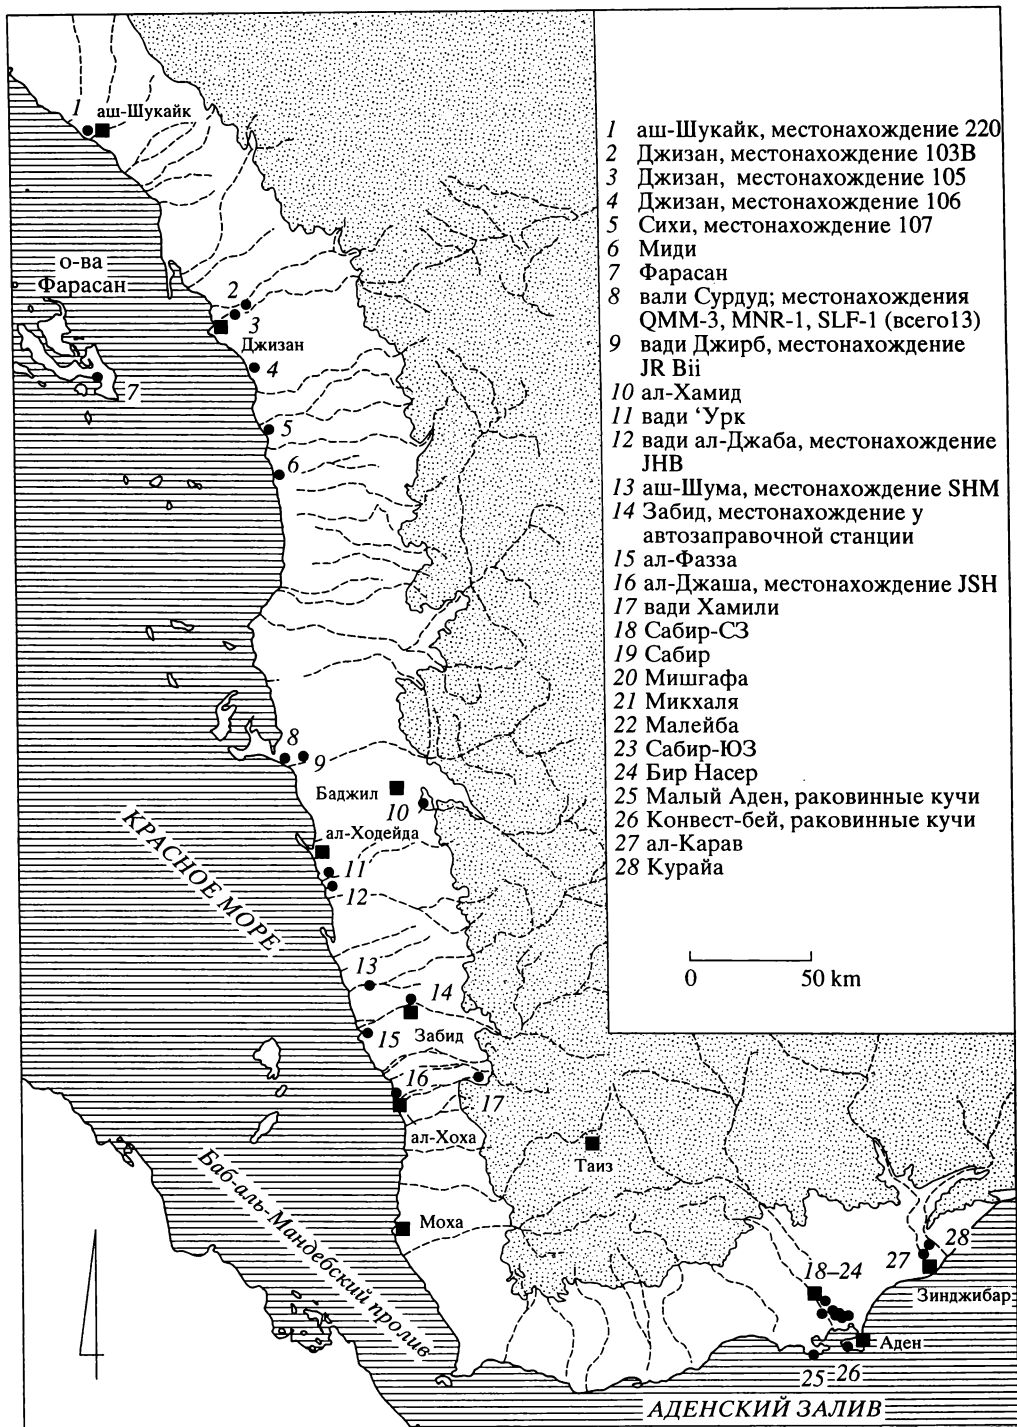 1
аш-Шукайк
о-ва
Фарасан
2
3
Джизан
4
7
5
6
8
9
Баджил
10
ал-Ходейда
11
12
КРАСНОЕ МОРЕ
13
14
Забид
15
16
17
ал-Хоха
Таиз
Баб-аль-Мандебский пролив
Моха
28
27
18–24
Зинджибар
Аден
25 26
АДЕНСКИЙ ЗАЛИВ
1 аш-Шукайк, местонахождение 220
2 Джизан, местонахождение 103В
3 Джизан, местонахождение 105
4 Джизан, местонахождение 106
5 Сихи, местонахождение 107
6 Миди
7 Фарасан
8 вали Сурдуд; местонахождения
QMM-3, MNR-1, SLF-1 (всего13)
9 вади Джирб, местонахождение
JR Bii
10 ал-Хамид
11 вади ‘Урк
12 вади ал-Джаба, местонахождение
JHB
13 аш-Шума, местонахождение SHM
14 Забид, местонахождение у
автозаправочной станции
15 ал-Фазза
16 ал-Джаша, местонахождение JSH
17 вади Хамили
18 Сабир-СЗ
19 Сабир
20 Мишгафа
21 Микхаля
22 Малейба
23 Сабир-ЮЗ
24 Бир Насер
25 Малый Аден, раковинные кучи
26 Конвест-бей, раковинные кучи
27 ал-Карав
28 Курайа
0 50 km